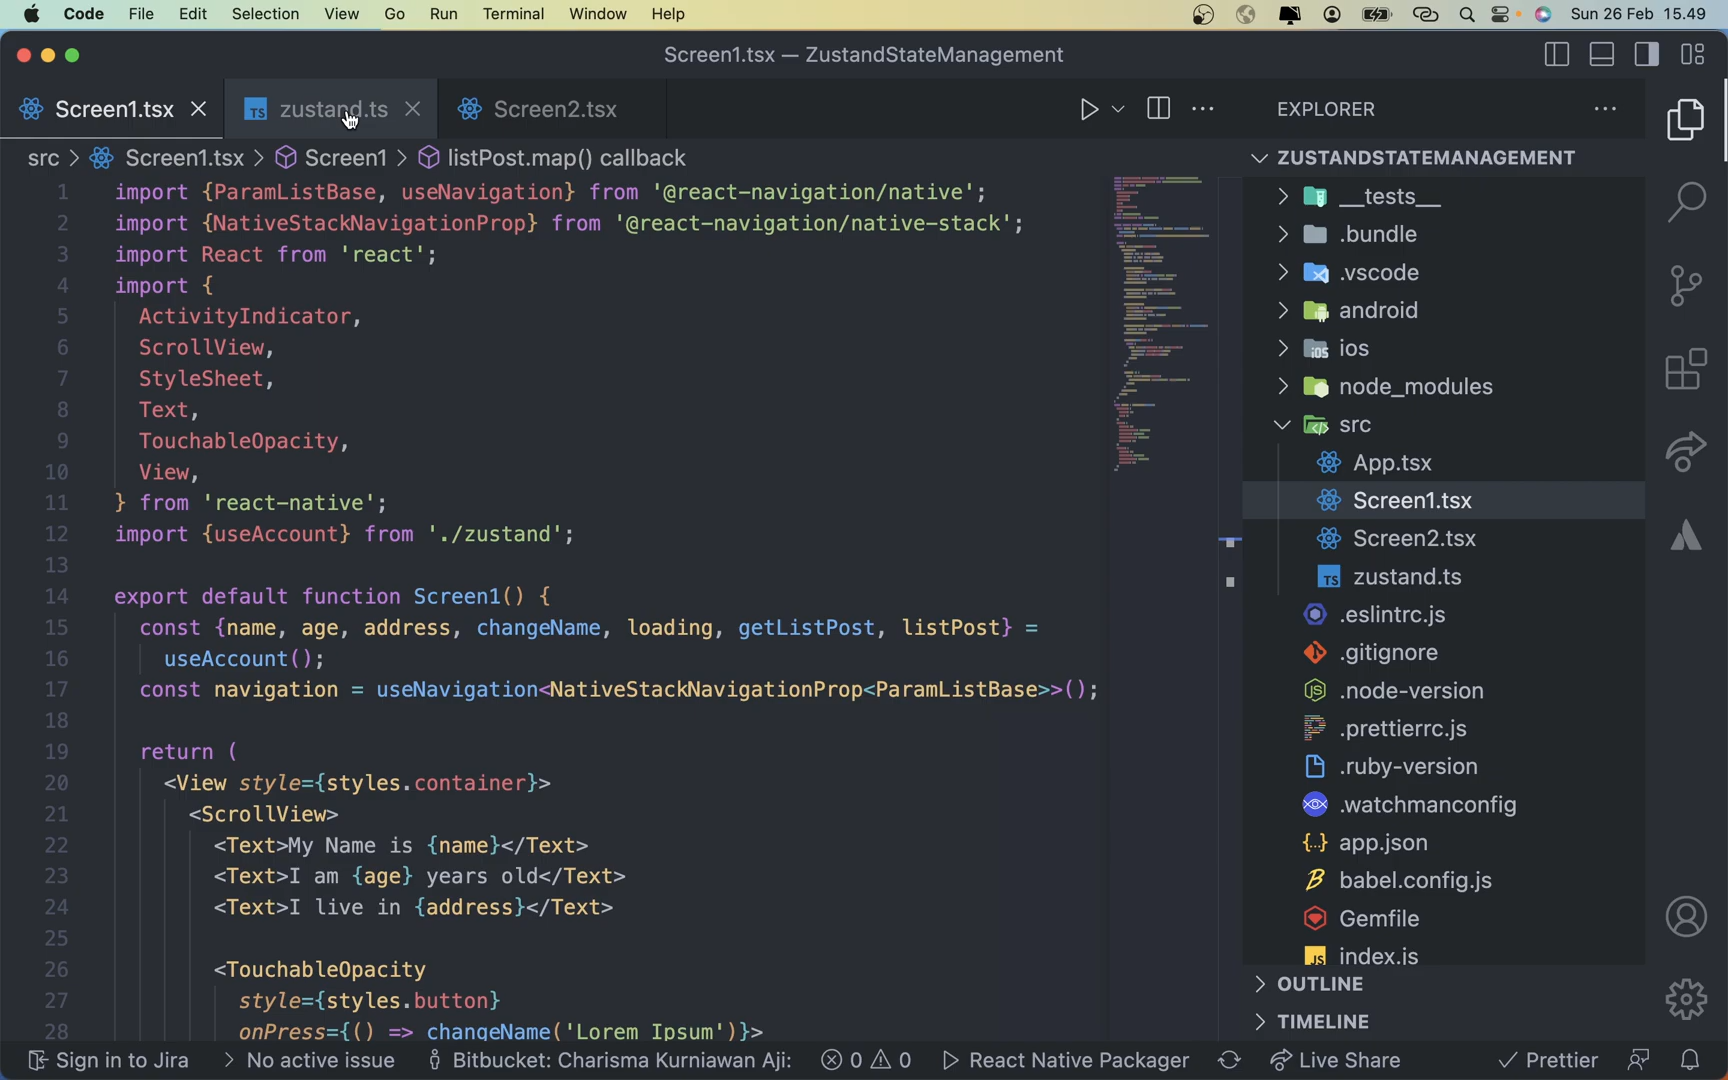 Code File Edit Selection View Go Run Terminal Window Help Sun 26 Feb 15.49
Screen1.tsx — ZustandStateManagement
Screen1.tsx zustand.ts Screen2.tsx
src > Screen1.tsx > Screen1 > listPost.map() callback
1 import {ParamListBase, useNavigation} from '@react-navigation/native';
2 import {NativeStackNavigationProp} from '@react-navigation/native-stack';
3 import React from 'react';
4 import {
5 ActivityIndicator,
6 ScrollView,
7 StyleSheet,
8 Text,
9 TouchableOpacity,
10 View,
11 } from 'react-native';
12 import {useAccount} from './zustand';
13
14 export default function Screen1() {
15 const {name, age, address, changeName, loading, getListPost, listPost} =
16 useAccount();
17 const navigation = useNavigation<NativeStackNavigationProp<ParamListBase>>();
18
19 return (
20 <View style={styles.container}>
21 <ScrollView>
22 <Text>My Name is {name}</Text>
23 <Text>I am {age} years old</Text>
24 <Text>I live in {address}</Text>
25
26 <TouchableOpacity
27 style={styles.button}
28 onPress={() => changeName('Lorem Ipsum')}>
EXPLORER
ZUSTANDSTATEMANAGEMENT
__tests__
.bundle
.vscode
android
ios
node_modules
src
App.tsx
Screen1.tsx
Screen2.tsx
zustand.ts
.eslintrc.js
.gitignore
.node-version
.prettierrc.js
.ruby-version
.watchmanconfig
app.json
babel.config.js
Gemfile
index.js
OUTLINE
TIMELINE
Sign in to Jira No active issue Bitbucket: Charisma Kurniawan Aji: 0 0 React Native Packager Live Share Prettier